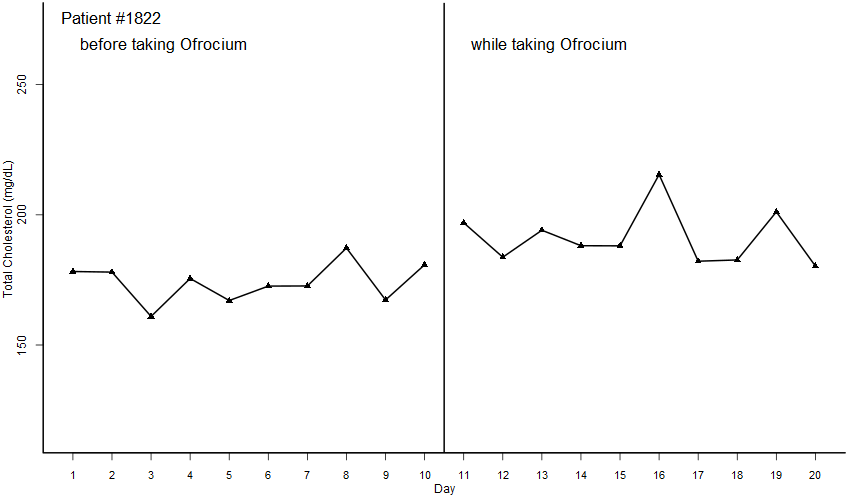 Patient #1822
before taking Ofrocium
while taking Ofrocium
Total Cholesterol (mg/dL)
250
200
150
1 2 3 4 5 6 7 8 9 10 11 12 13 14 15 16 17 18 19 20
Day